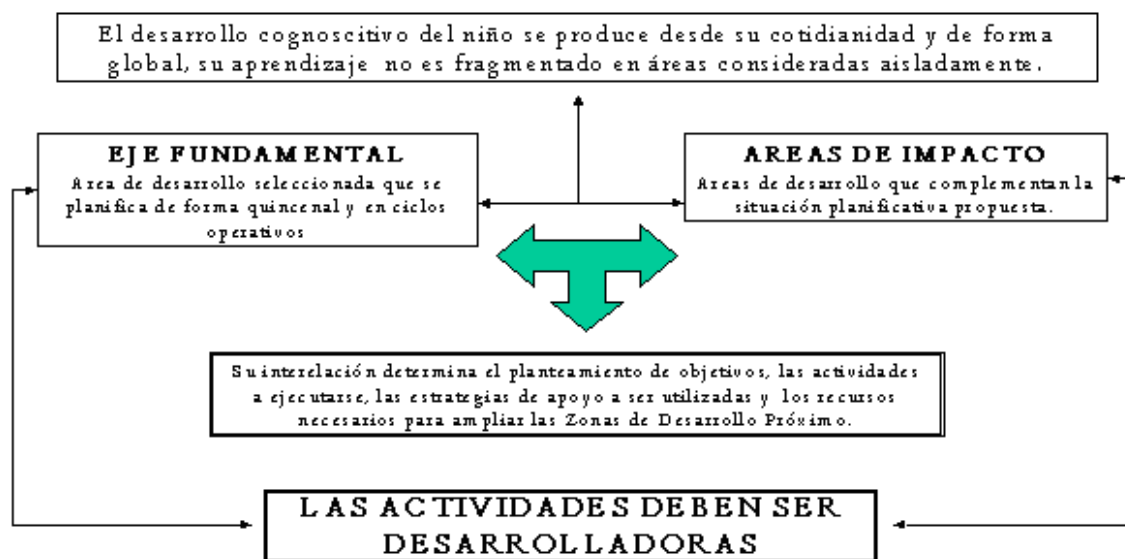 El desarrollo cognoscitivo del niño se produce desde su cotidianidad y de forma
global, su aprendizaje no es fragmentado en áreas consideradas aisladamente.
EJE FUNDAMENTAL
Area de desarrollo seleccionada que se
planifica de forma quincenal y en ciclos
operativos
AREAS DE IMPACTO
Areas de desarrollo que complementan la
situación planificativa propuesta.
Su interelación determina el planteamiento de objetivos, las actividades
a ejecutarse, las estrategias de apoyo a ser utilizadas y los recursos
necesarios para ampliar las Zonas de Desarrollo Próximo.
LAS ACTIVIDADES DEBEN SER
DESARROLLADORAS